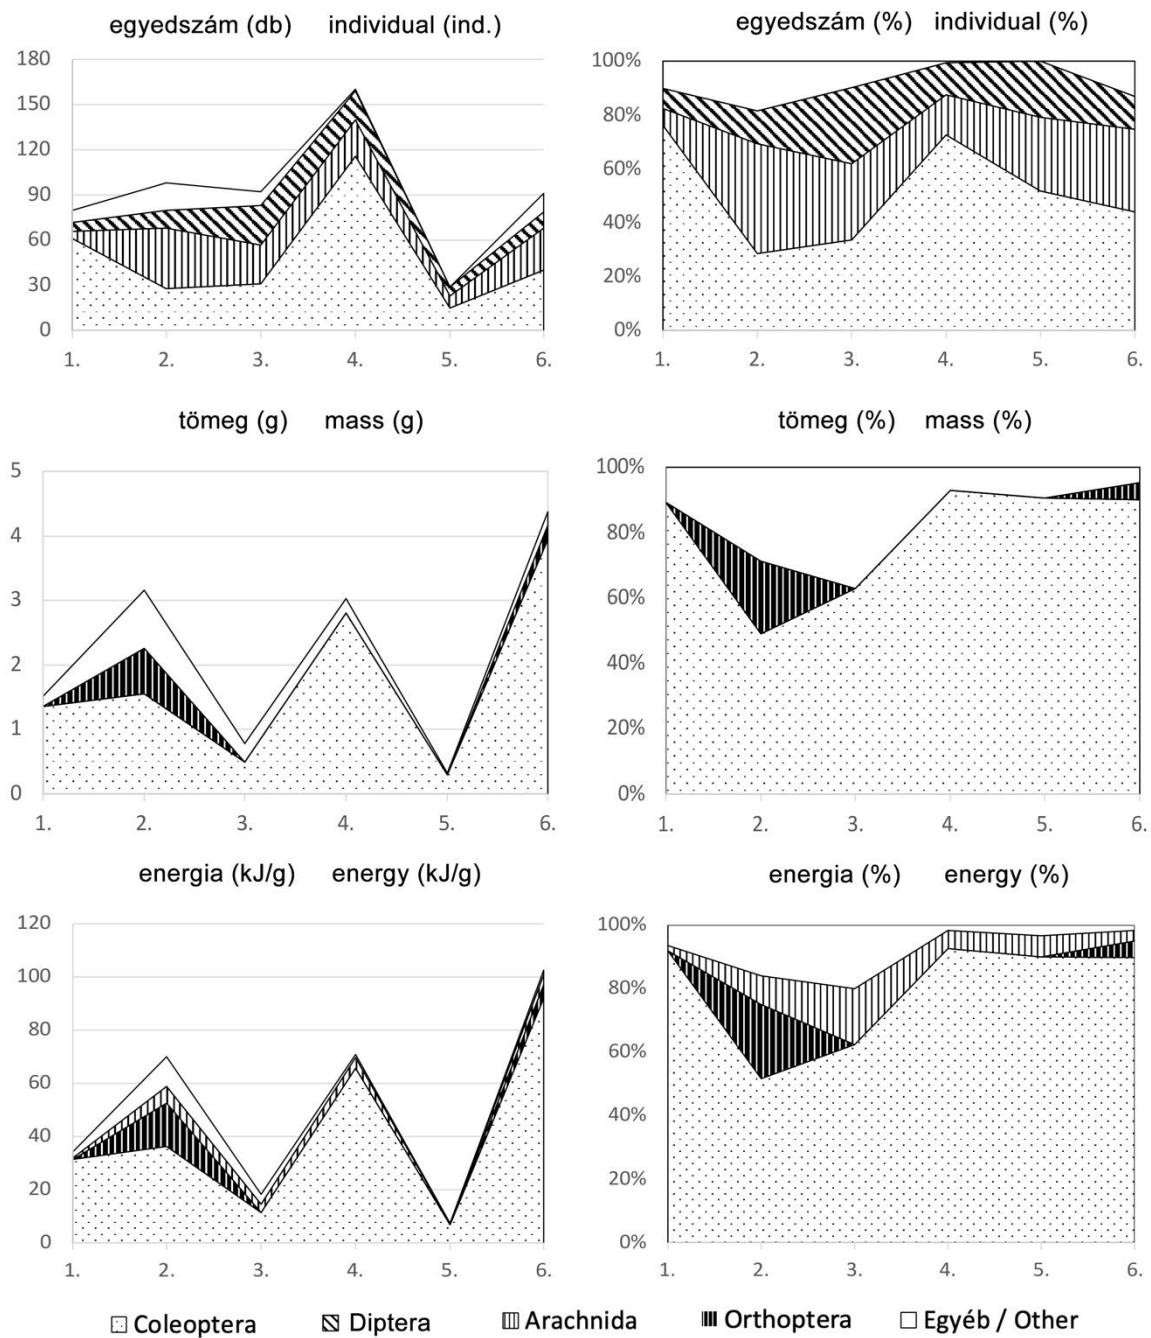 egyedszám (db) individual (ind.)
180
150
120
90
60
30
0
1. 2. 3. 4. 5. 6.
egyedszám (%) individual (%)
100%
80%
60%
40%
20%
0%
1. 2. 3. 4. 5. 6.
tömeg (g) mass (g)
5
4
3
2
1
0
1. 2. 3. 4. 5. 6.
tömeg (%) mass (%)
100%
80%
60%
40%
20%
0%
1. 2. 3. 4. 5. 6.
energia (kJ/g) energy (kJ/g)
120
100
80
60
40
20
0
1. 2. 3. 4. 5. 6.
energia (%) energy (%)
100%
80%
60%
40%
20%
0%
1. 2. 3. 4. 5. 6.
Coleoptera Diptera Arachnida Orthoptera Egyéb / Other